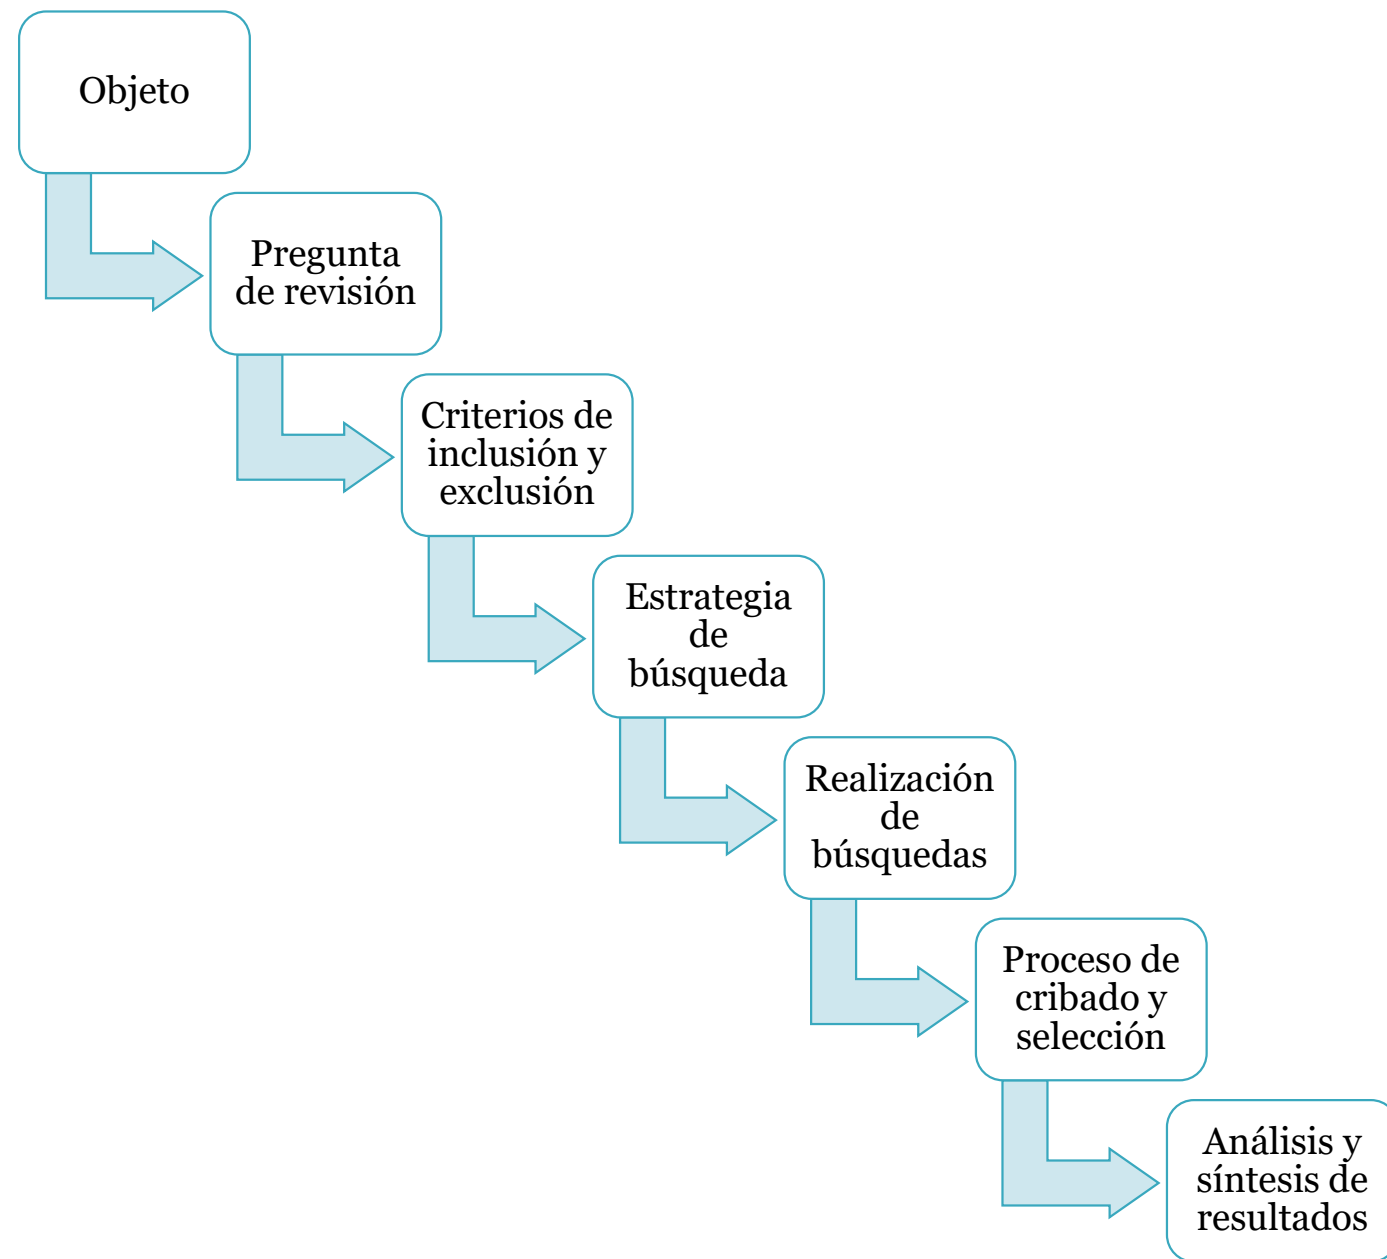 Objeto
Pregunta
de revisión
Criterios de
inclusión y
exclusión
Estrategia
de
búsqueda
Realización
de
búsquedas
Proceso de
cribado y
selección
Análisis y
síntesis de
resultados